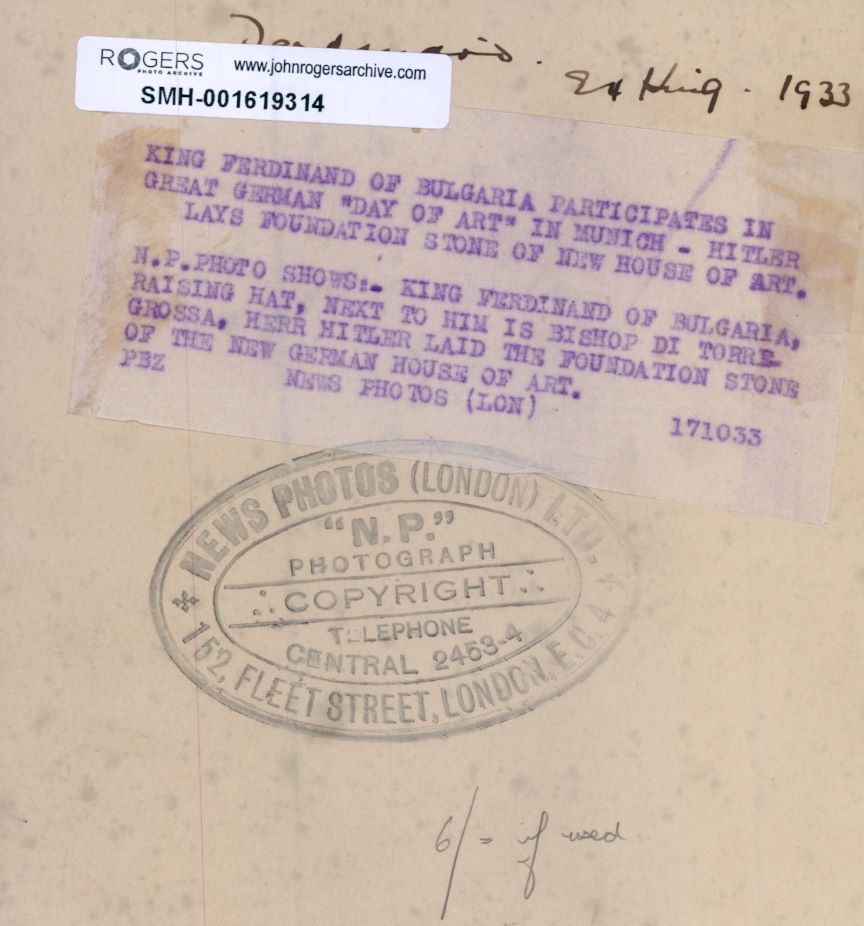 Ex King - 1933
ROGERS
PHOTO ARCHIVE
www.johnrogersarchive.com
SMH-001619314
KING FERDINAND OF BULGARIA PARTICIPATES IN
GREAT GERMAN "DAY OF ART" IN MUNICH - HITLER
LAYS FOUNDATION STONE OF NEW HOUSE OF ART.
N.P.PHOTO SHOWS:- KING FERDINAND OF BULGARIA,
RAISING HAT, NEXT TO HIM IS BISHOP DI TORRE-
GROSSA. HERR HITLER LAID THE FOUNDATION STONE
OF THE NEW GERMAN HOUSE OF ART.
PBZ NEWS PHOTOS (LON) 171033
* NEWS PHOTOS (LONDON) LTD. *
"N.P."
PHOTOGRAPH
∴ COPYRIGHT ∴
TELEPHONE
CENTRAL 2453-4
152, FLEET STREET, LONDON, E.C.4
6/= if used